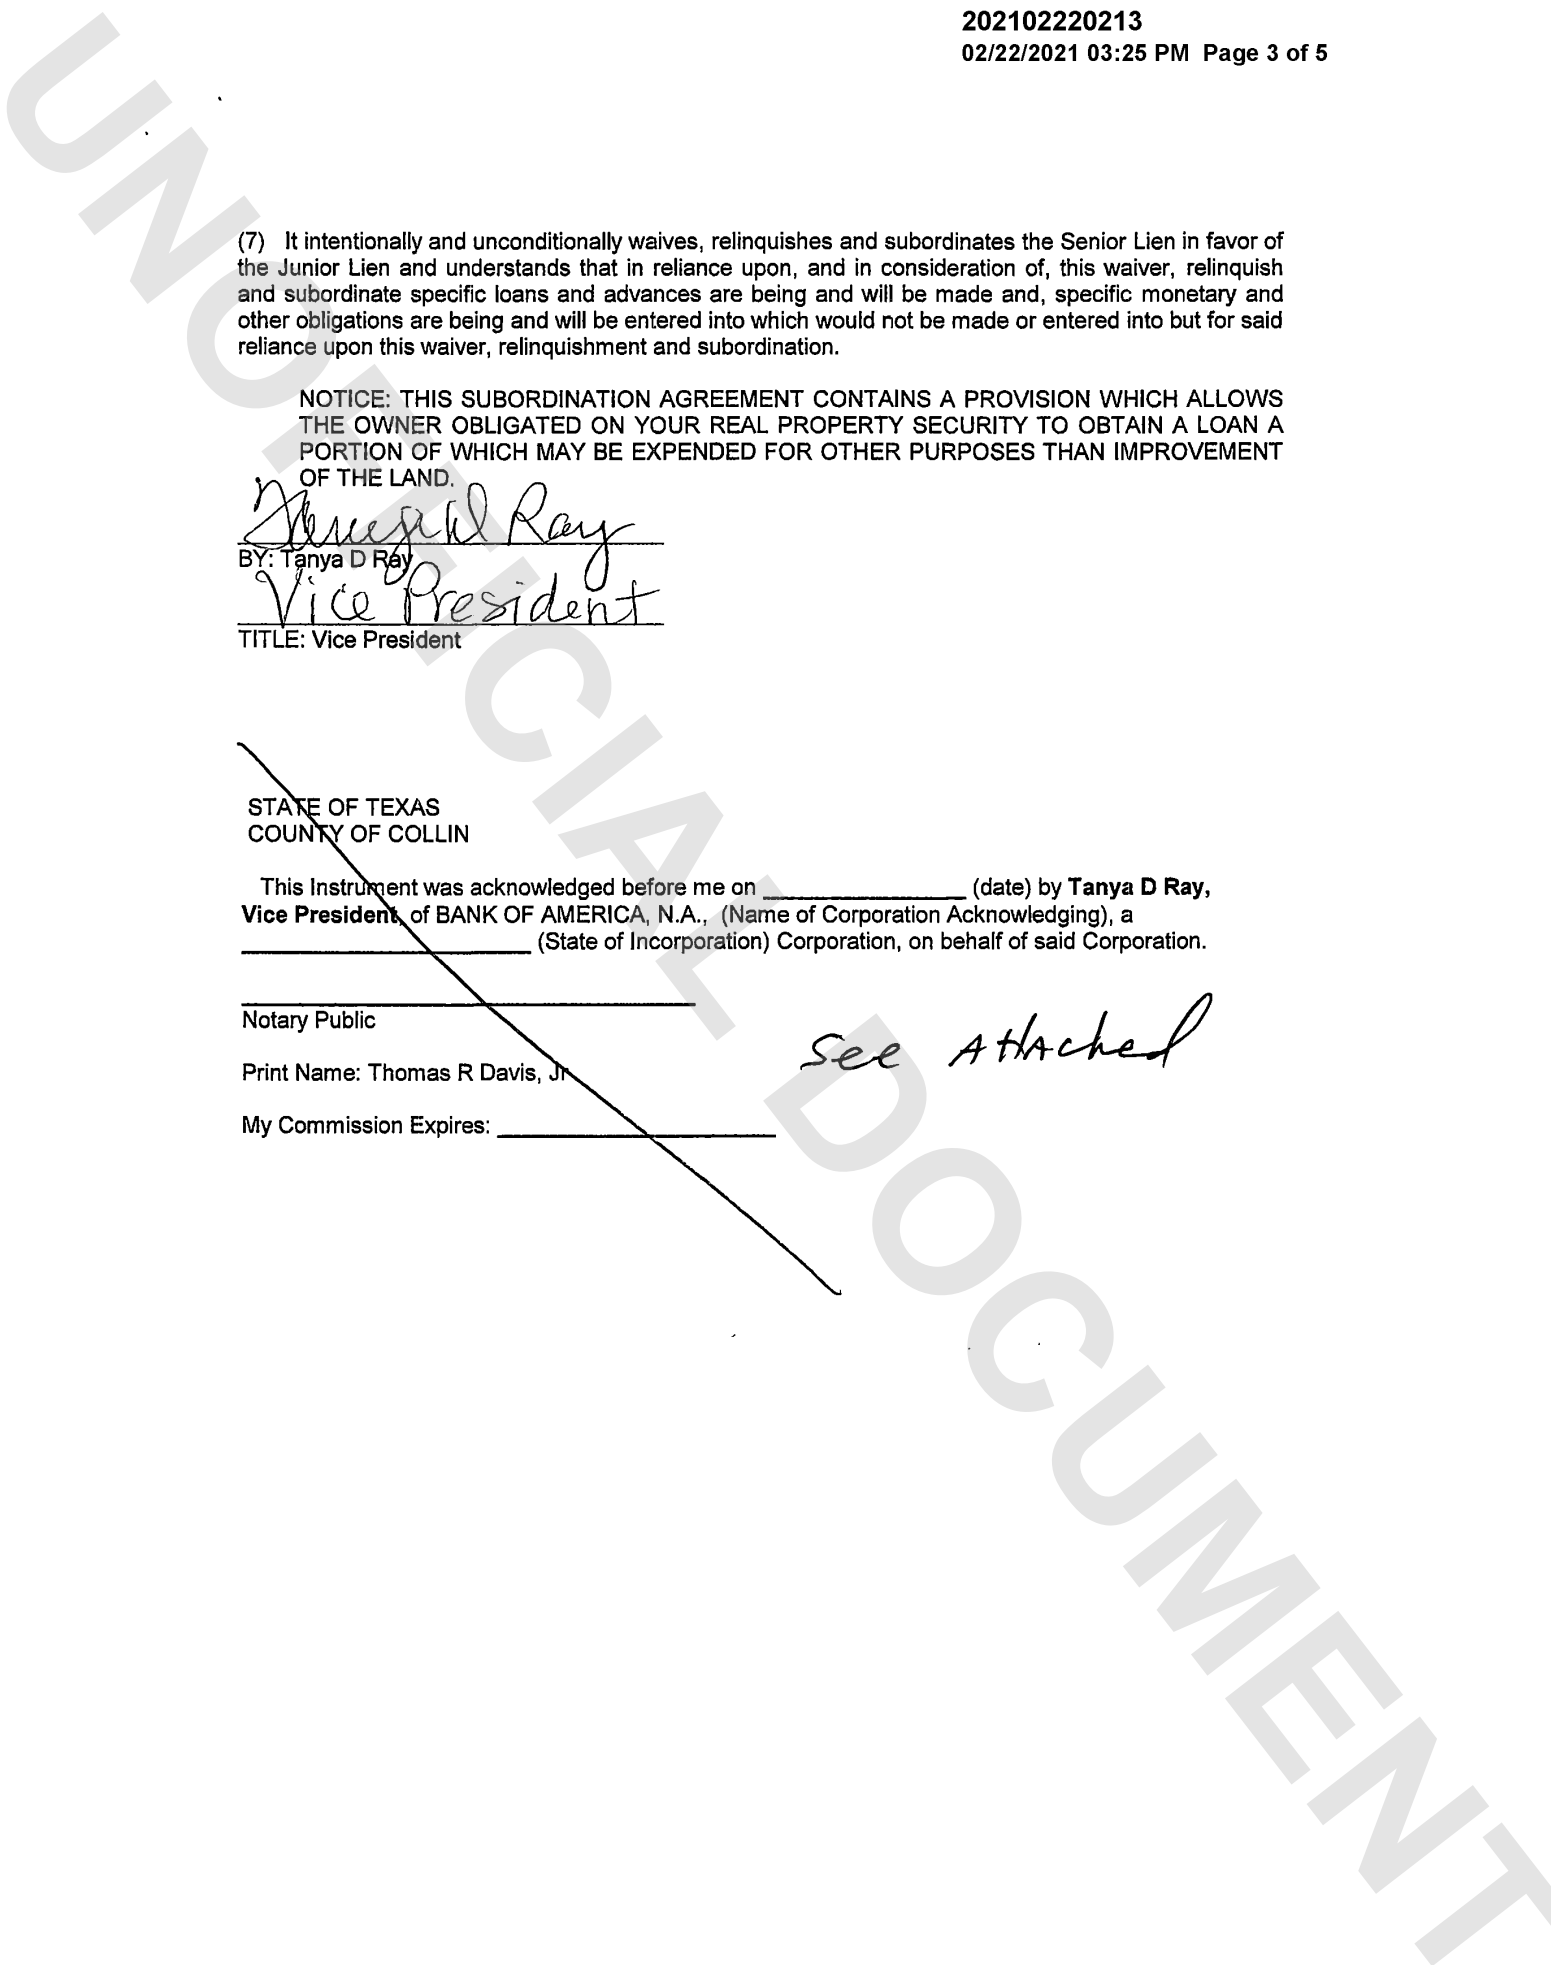 202102220213
02/22/2021 03:25 PM Page 3 of 5
(7) It intentionally and unconditionally waives, relinquishes and subordinates the Senior Lien in favor of
the Junior Lien and understands that in reliance upon, and in consideration of, this waiver, relinquish
and subordinate specific loans and advances are being and will be made and, specific monetary and
other obligations are being and will be entered into which would not be made or entered into but for said
reliance upon this waiver, relinquishment and subordination.
NOTICE: THIS SUBORDINATION AGREEMENT CONTAINS A PROVISION WHICH ALLOWS
THE OWNER OBLIGATED ON YOUR REAL PROPERTY SECURITY TO OBTAIN A LOAN A
PORTION OF WHICH MAY BE EXPENDED FOR OTHER PURPOSES THAN IMPROVEMENT
OF THE LAND.
Tanya D Ray
BY: Tanya D Ray
Vice President
TITLE: Vice President
STATE OF TEXAS
COUNTY OF COLLIN
This Instrument was acknowledged before me on ____________ (date) by Tanya D Ray,
Vice President, of BANK OF AMERICA, N.A., (Name of Corporation Acknowledging), a
____________ (State of Incorporation) Corporation, on behalf of said Corporation.
Notary Public
See Attached
Print Name: Thomas R Davis, Jr
My Commission Expires: ____________
UNOFFICIAL DOCUMENT